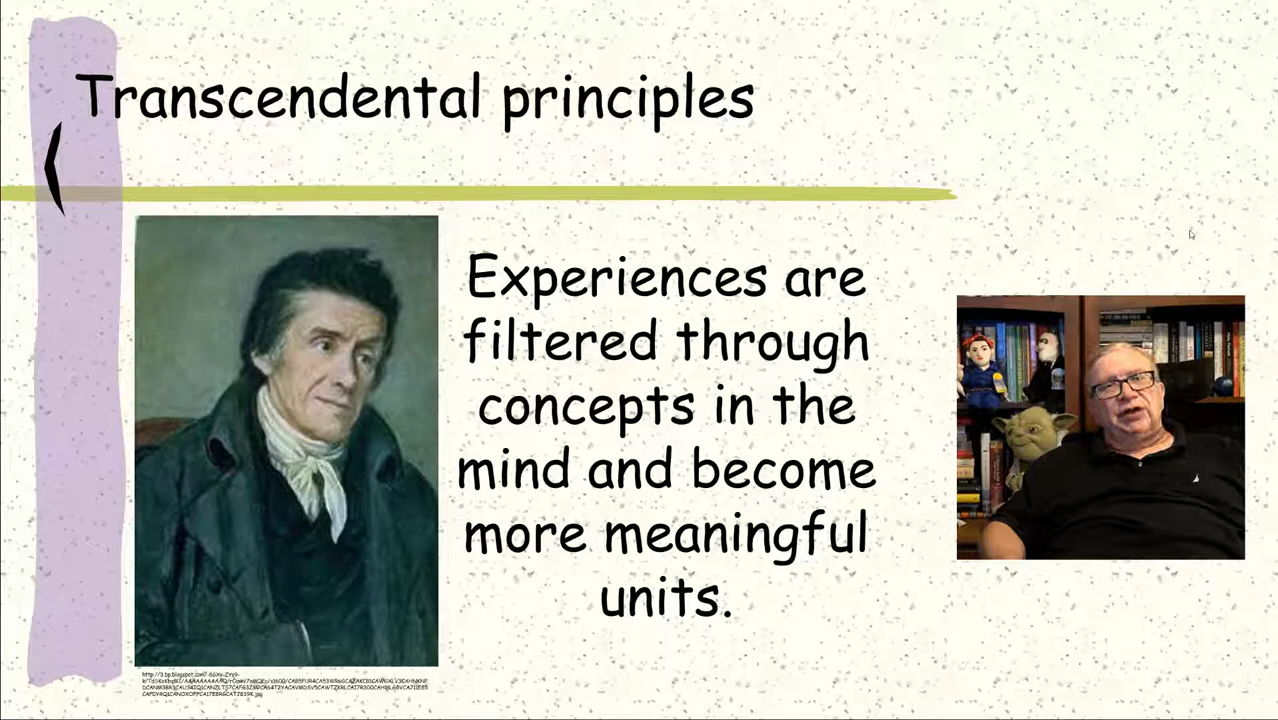 Transcendental principles
Experiences are
filtered through
concepts in the
mind and become
more meaningful
units.